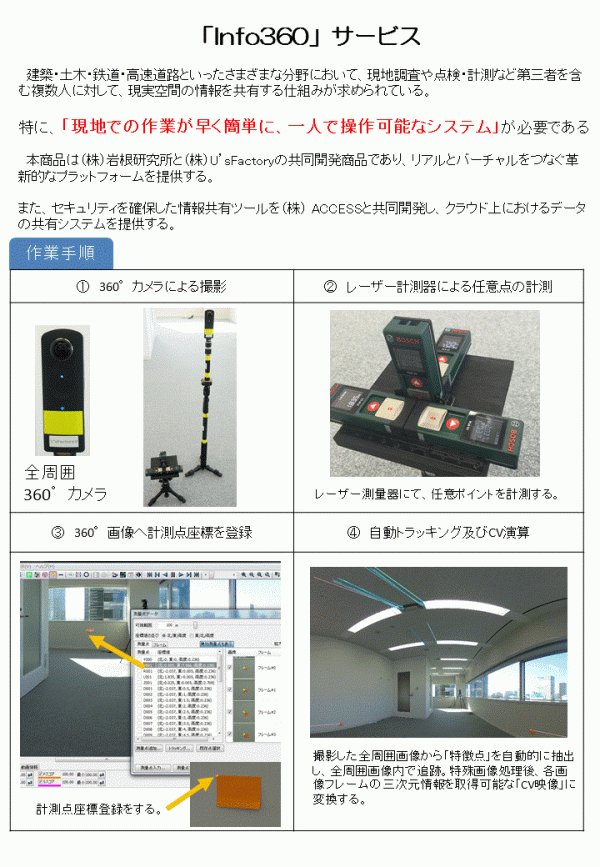 「Info360」サービス
建築・土木・鉄道・高速道路といったさまざまな分野において、現地調査や点検・計測など第三者を含
む複数人に対して、現実空間の情報を共有する仕組みが求められている。
特に、「現地での作業が早く簡単に、一人で操作可能なシステム」が必要である
本商品は(株)岩根研究所と(株)U'sFactoryの共同開発商品であり、リアルとバーチャルをつなぐ革
新的なプラットフォームを提供する。
また、セキュリティを確保した情報共有ツールを(株) ACCESSと共同開発し、クラウド上におけるデータ
の共有システムを提供する。
作業手順
① 360°カメラによる撮影
② レーザー計測器による任意点の計測
全周囲
360°カメラ
BOSCH
BOSCH
レーザー測量器にて、任意ポイントを計測する。
③ 360°画像へ計測点座標を登録
④ 自動トラッキング及びCV演算
計測点座標登録をする。
撮影した全周囲画像から「特徴点」を自動的に抽出
し、全周囲画像内で追跡。特殊画像処理後、各画
像フレームの三次元情報を取得可能な「CV映像」に
変換する。